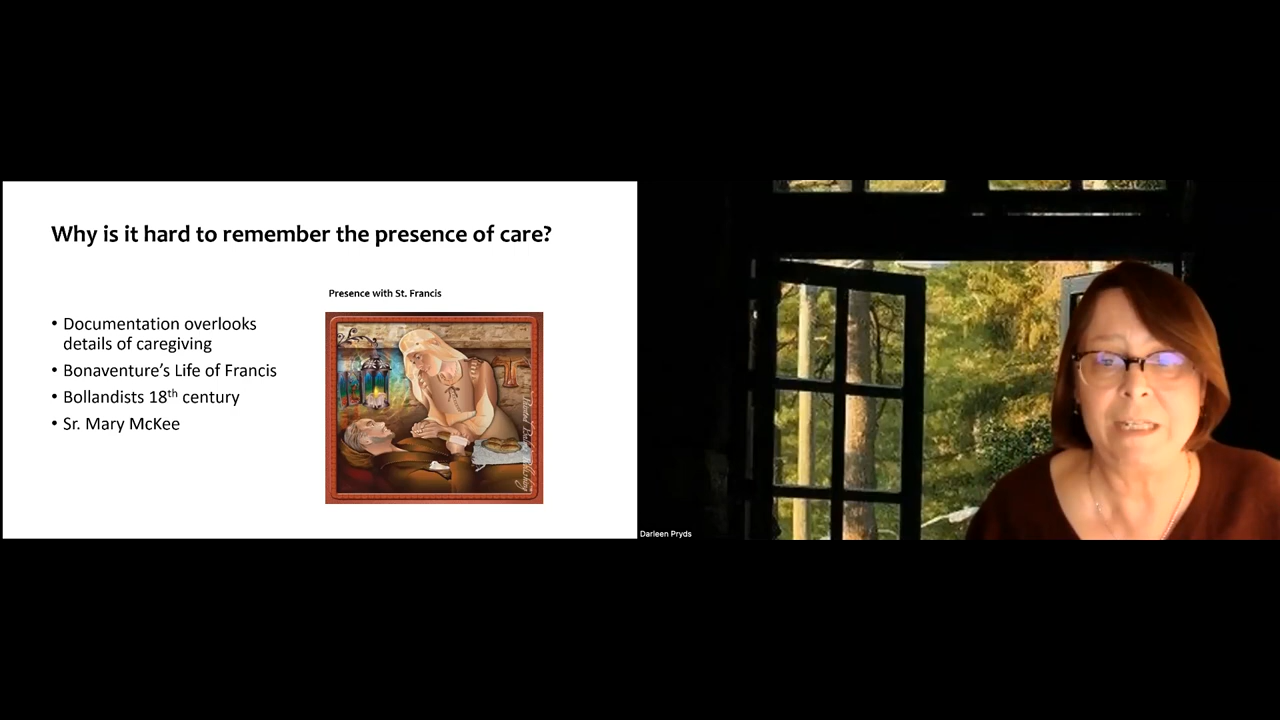 Why is it hard to remember the presence of care?
Presence with St. Francis
• Documentation overlooks
details of caregiving
• Bonaventure's Life of Francis
• Bollandists 18th century
• Sr. Mary McKee
Darleen Pryds